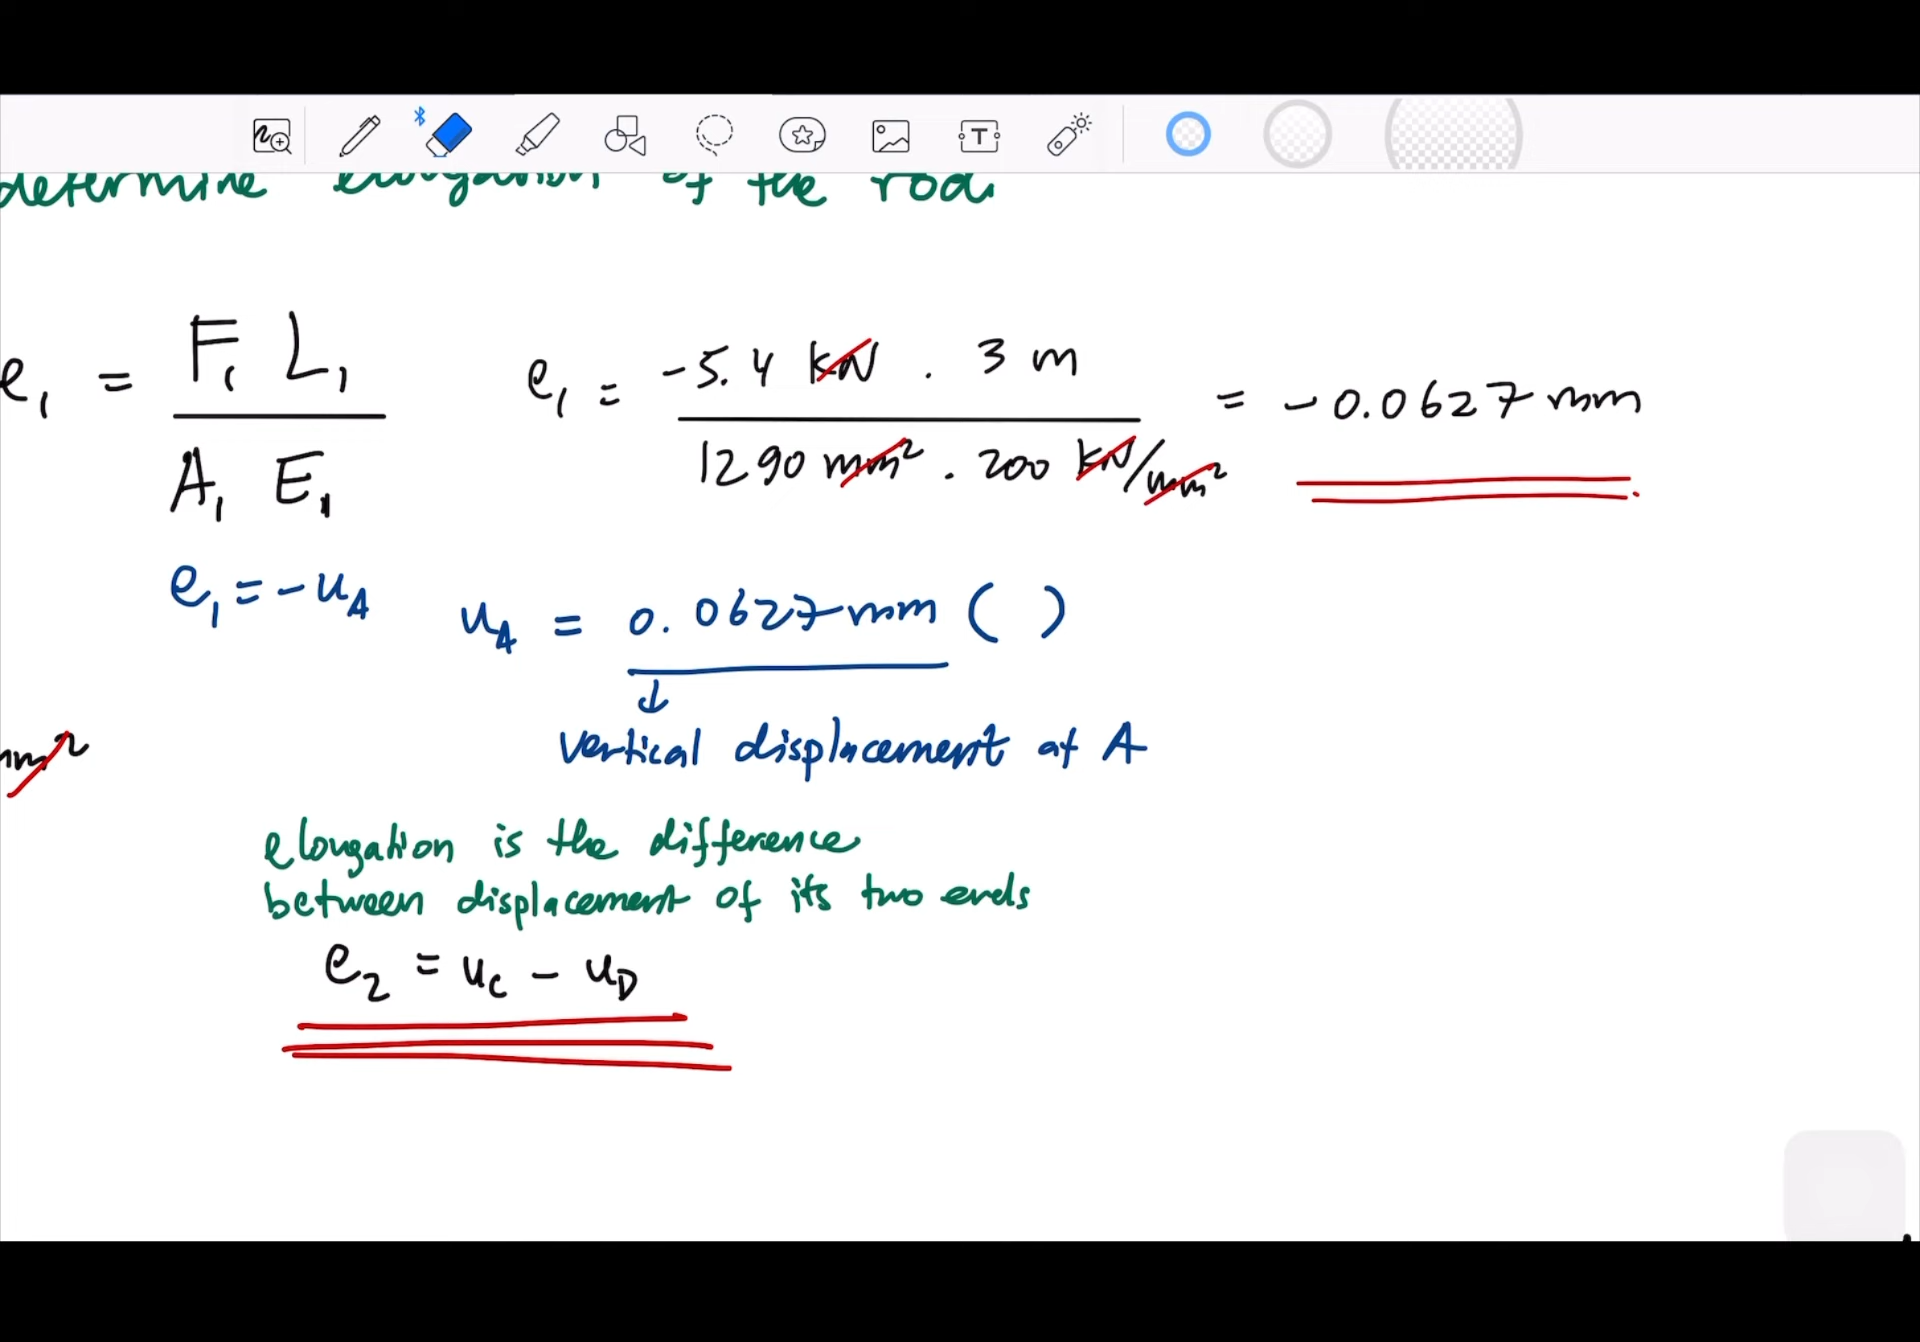 determine elongation of the rod
e₁ = F₁ L₁ / A₁ E₁
e₁ = -5.4 kN . 3 m / 1290 mm² . 200 kN/mm² = -0.0627 mm
e₁ = -u_A
u_A = 0.0627 mm ( )
↓
vertical displacement at A
mm²
elongation is the difference
between displacement of its two ends
e₂ = u_C - u_D